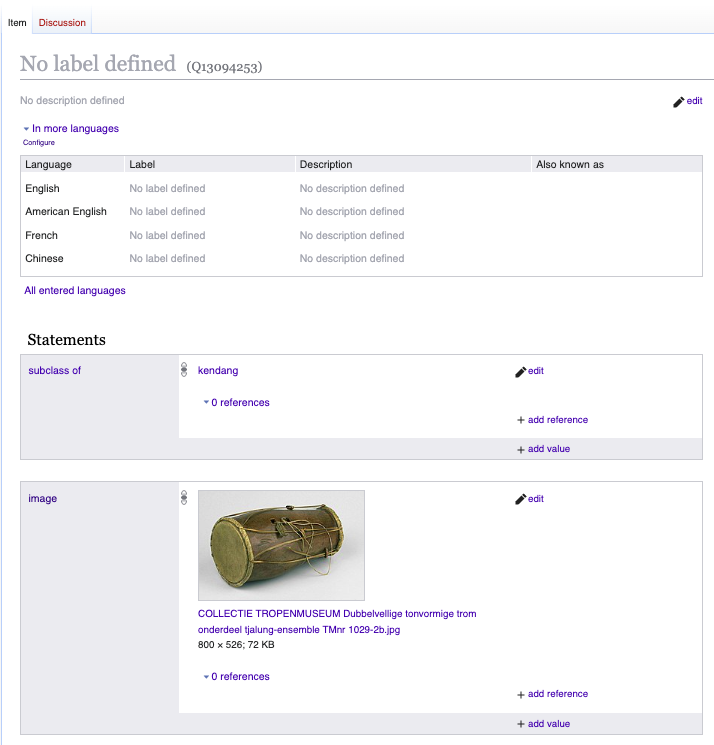 Item Discussion
No label defined (Q13094253)
No description defined
edit
In more languages
Configure
Language Label Description Also known as
English No label defined No description defined
American English No label defined No description defined
French No label defined No description defined
Chinese No label defined No description defined
All entered languages
Statements
subclass of kendang edit
0 references
+ add reference
+ add value
image edit
COLLECTIE TROPENMUSEUM Dubbelvellige tonvormige trom
onderdeel tjalung-ensemble TMnr 1029-2b.jpg
800 × 526; 72 KB
0 references
+ add reference
+ add value